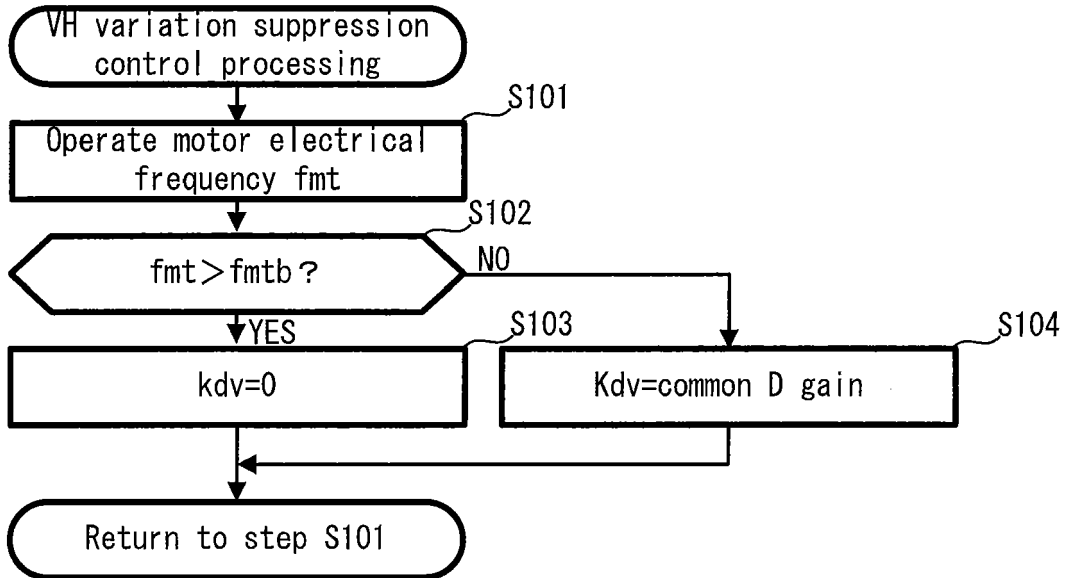 VH variation suppression
control processing
S101
Operate motor electrical
frequency fmt
S102
fmt＞fmtb？
NO
YES
S103
kdv=0
S104
Kdv=common D gain
Return to step S101